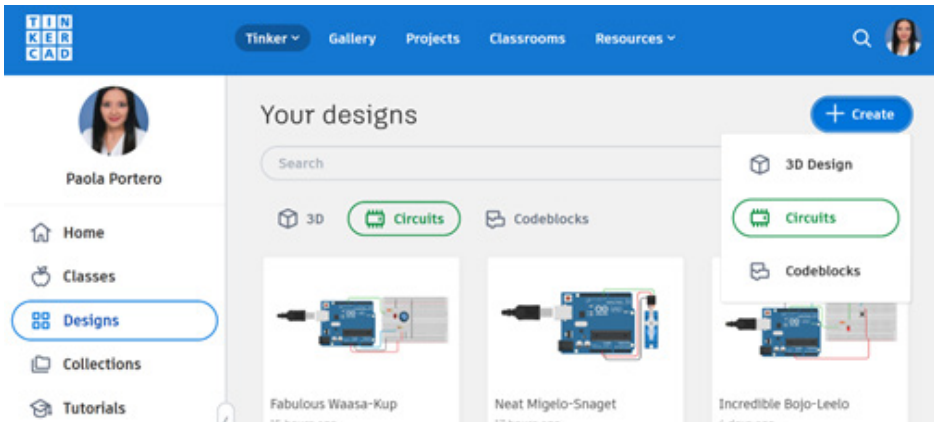 TIN
KER
CAD
Tinker
Gallery
Projects
Classrooms
Resources
Paola Portero
Home
Classes
Designs
Collections
Tutorials
Your designs
+ Create
Search
3D
Circuits
Codeblocks
3D Design
Circuits
Codeblocks
Fabulous Waasa-Kup
Neat Migelo-Snaget
Incredible Bojo-Leelo